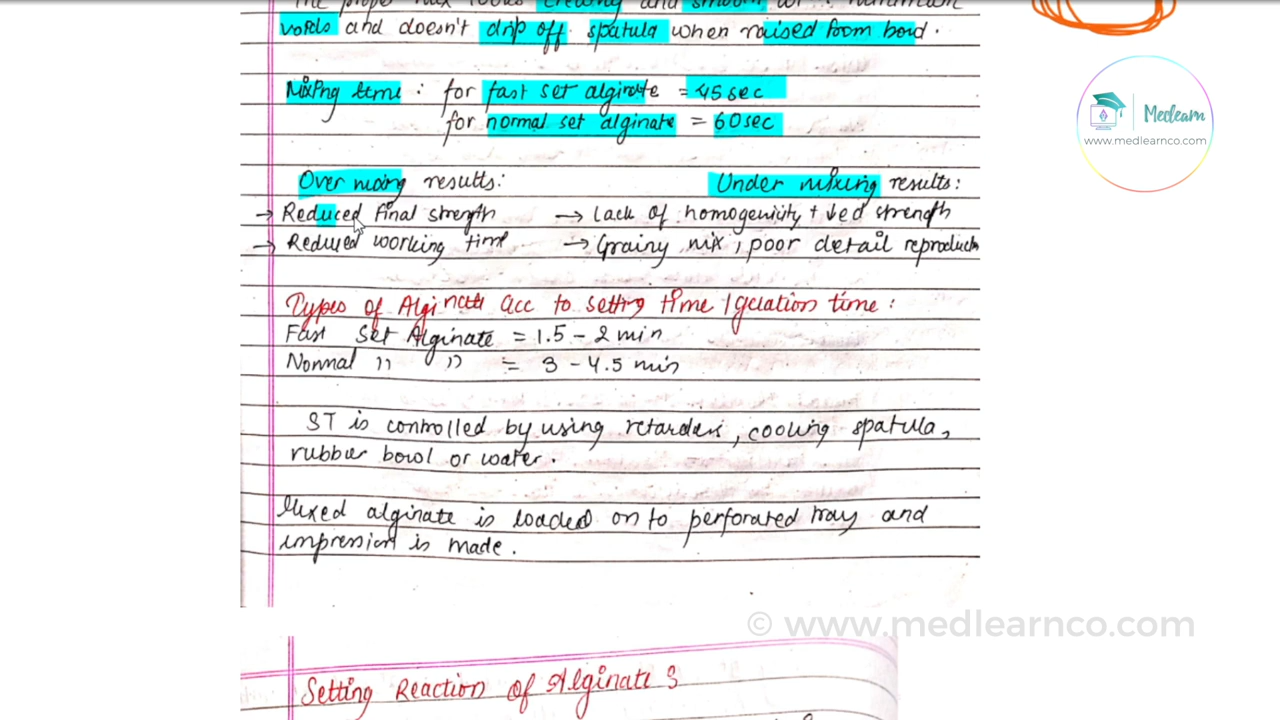 The proper mix looks creamy and smooth w/
voids and doesn't drip off spatula when raised from bowl.
Mixing time : for fast set alginate = 45 sec
for normal set alginate = 60 sec
Over mixing results:
Under mixing results:
→ Reduced final strength
→ Lack of homogenicity + ↓ed strength
→ Reduced working time
→ Grainy mix, poor detail reproductn
Types of Alginate acc to setting time / gelation time :
Fast Set Alginate = 1.5 - 2 min
Normal ,, ,, = 3 - 4.5 min
ST is controlled by using retarders, cooling spatula,
rubber bowl or water.
Mixed alginate is loaded on to perforated tray and
impression is made.
Setting Reaction of Alginate :
Medlearn
www.medlearnco.com
© www.medlearnco.com